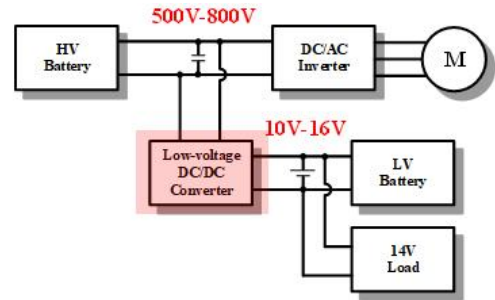 500V-800V
HV
Battery
DC/AC
Inverter
M
10V-16V
Low-voltage
DC/DC
Converter
LV
Battery
14V
Load